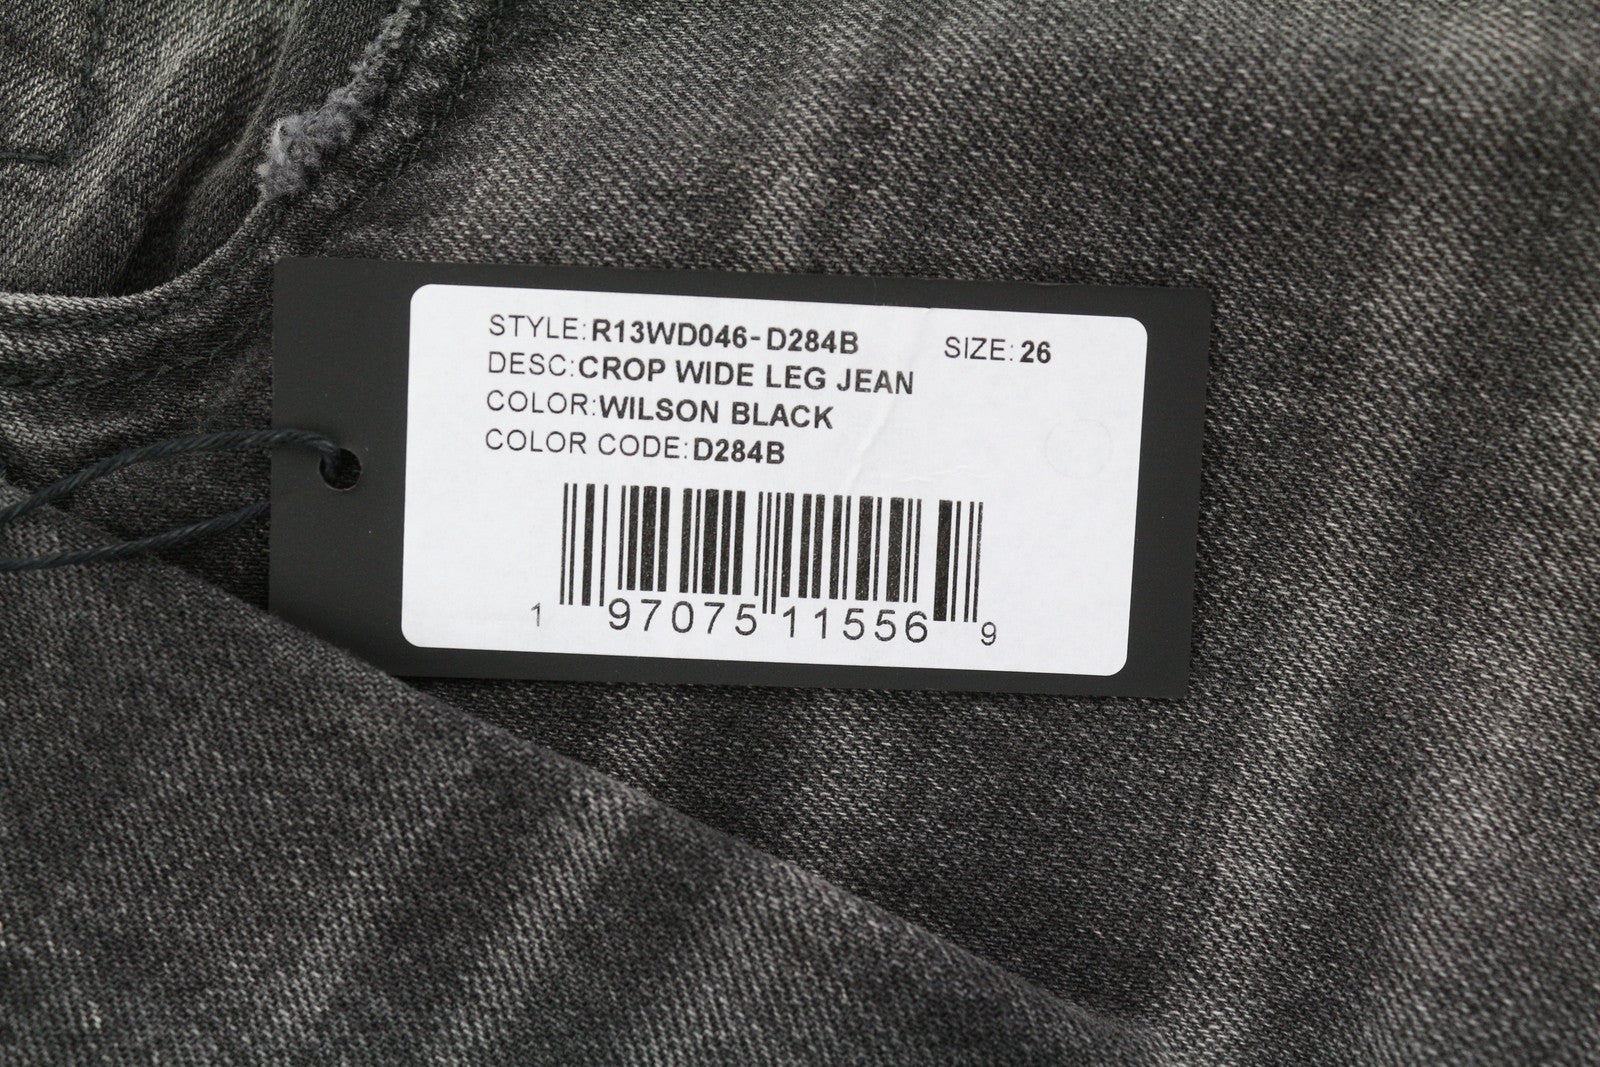 STYLE:R13WD046-D284B SIZE:26
DESC:CROP WIDE LEG JEAN
COLOR:WILSON BLACK
COLOR CODE:D284B
1 97075 11556 9